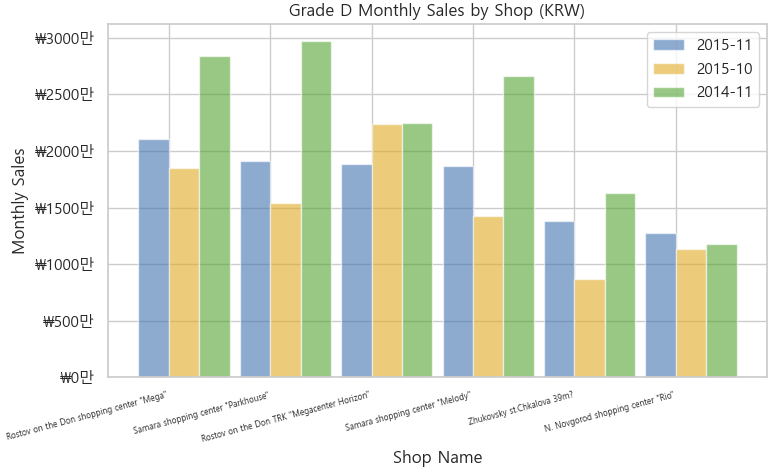 Grade D Monthly Sales by Shop (KRW)
2015-11
2015-10
2014-11
Monthly Sales
₩3000만
₩2500만
₩2000만
₩1500만
₩1000만
₩500만
₩0만
Rostov on the Don shopping center "Mega"
Samara shopping center "Parkhouse"
Rostov on the Don TRK "Megacenter Horizon"
Samara shopping center "Melody"
Zhukovsky st.Chkalova 39m?
N. Novgorod shopping center "Rio"
Shop Name